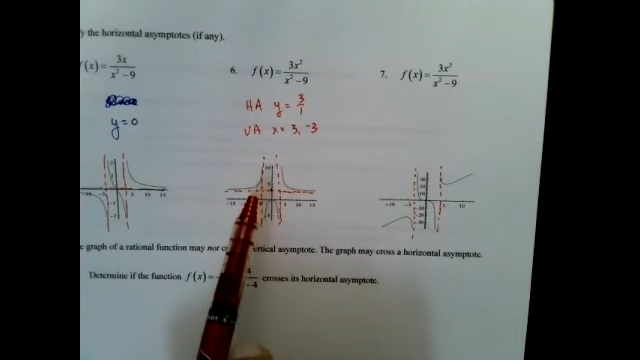 y the horizontal asymptotes (if any).
f(x) = 3x / x² − 9
6. f(x) = 3x² / x² − 9
7. f(x) = 3x³ / x² − 9
y = 0
HA y = 3/1
VA x = 3, −3
e graph of a rational function may not ertical asymptote. The graph may cross a horizontal asymptote.
Determine if the function f(x) = crosses its horizontal asymptote.